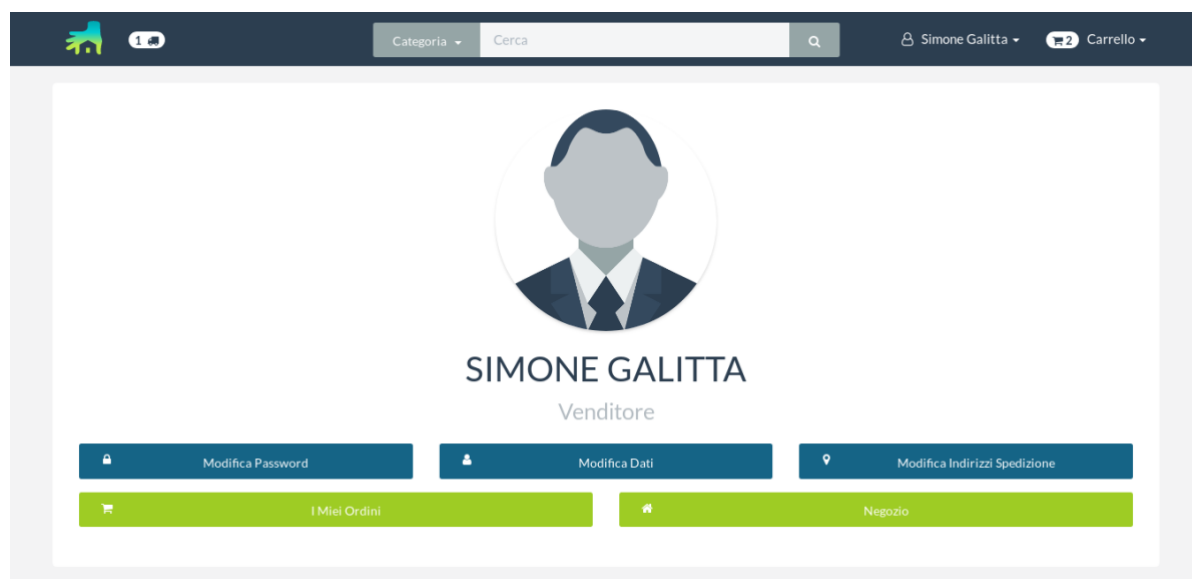 1 Categoria Cerca Simone Galitta 2 Carrello
SIMONE GALITTA
Venditore
Modifica Password Modifica Dati Modifica Indirizzi Spedizione
I Miei Ordini Negozio